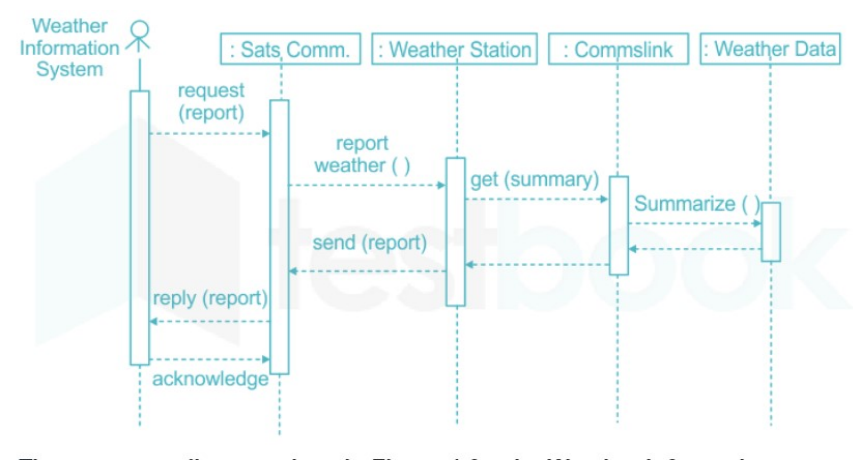 Weather
Information
System
: Sats Comm.
: Weather Station
: Commslink
: Weather Data
request
(report)
report
weather ( )
get (summary)
Summarize ( )
send (report)
reply (report)
acknowledge
testbook